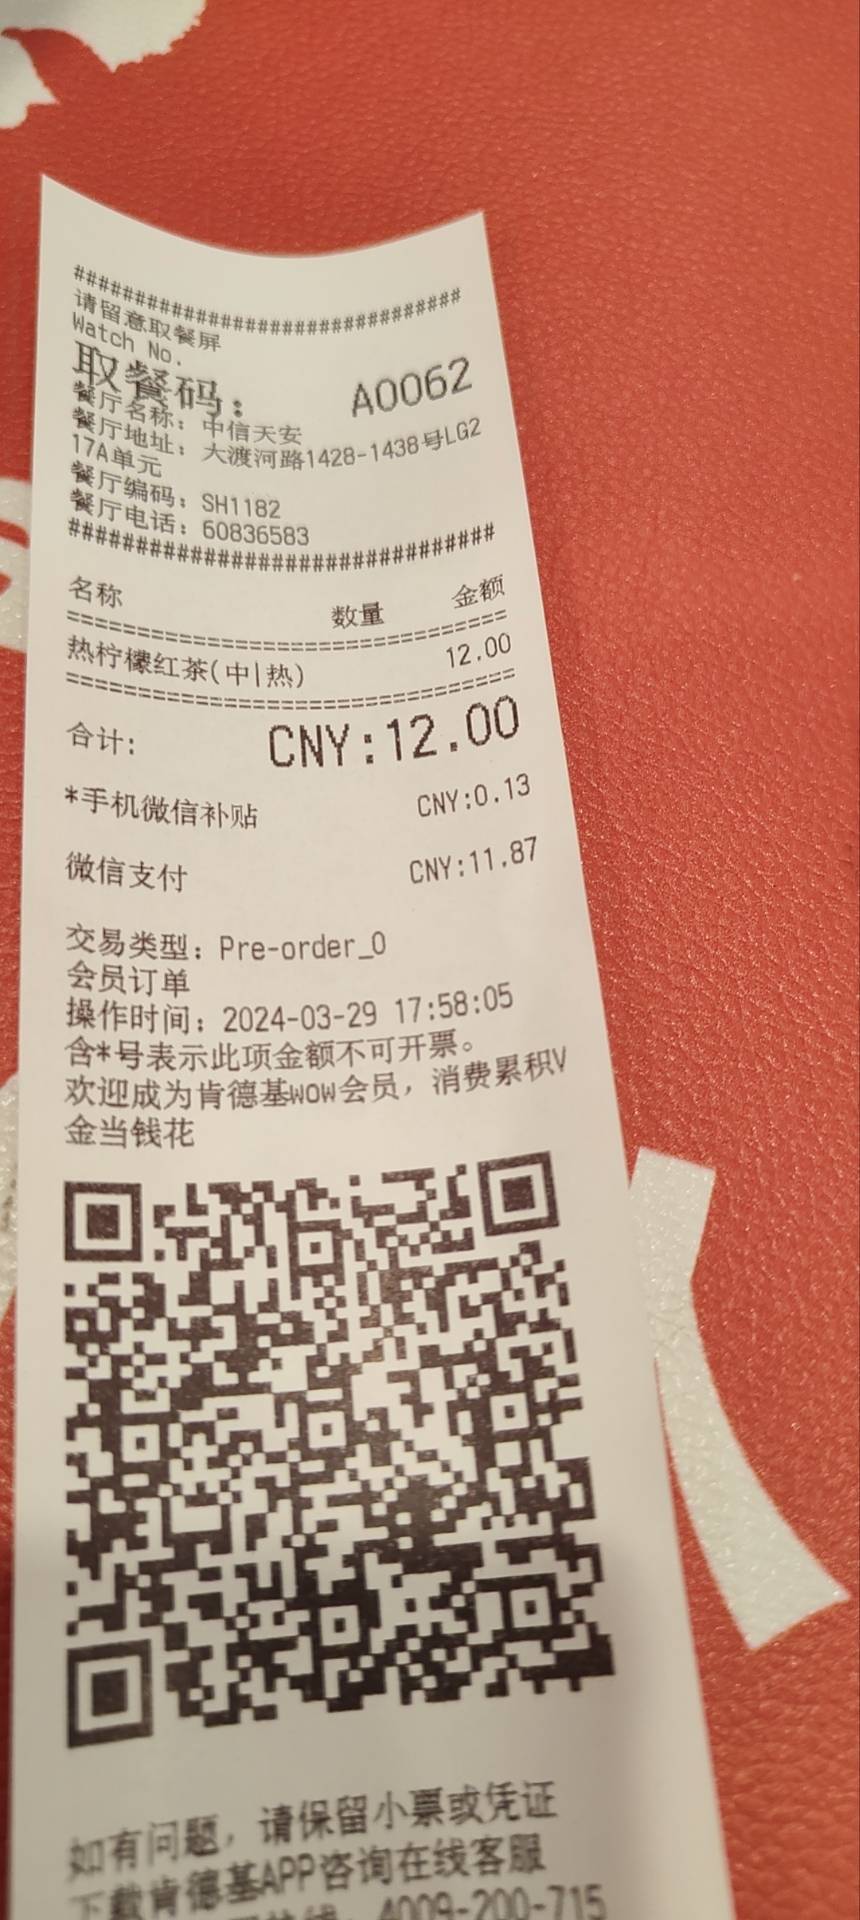 ################################
请留意取餐屏
Watch No.
取餐码： A0062
餐厅名称：中信天安
餐厅地址：大渡河路1428-1438号LG2
17A单元
餐厅编码：SH1182
餐厅电话：60836583
################################
名称 数量 金额
================================
热柠檬红茶(中|热) 12.00
================================
合计: CNY:12.00
*手机微信补贴 CNY:0.13
微信支付 CNY:11.87
交易类型：Pre-order_0
会员订单
操作时间：2024-03-29 17:58:05
含*号表示此项金额不可开票。
欢迎成为肯德基wow会员，消费累积V
金当钱花
如有问题，请保留小票或凭证
下载肯德基APP咨询在线客服
热线：4009-200-715